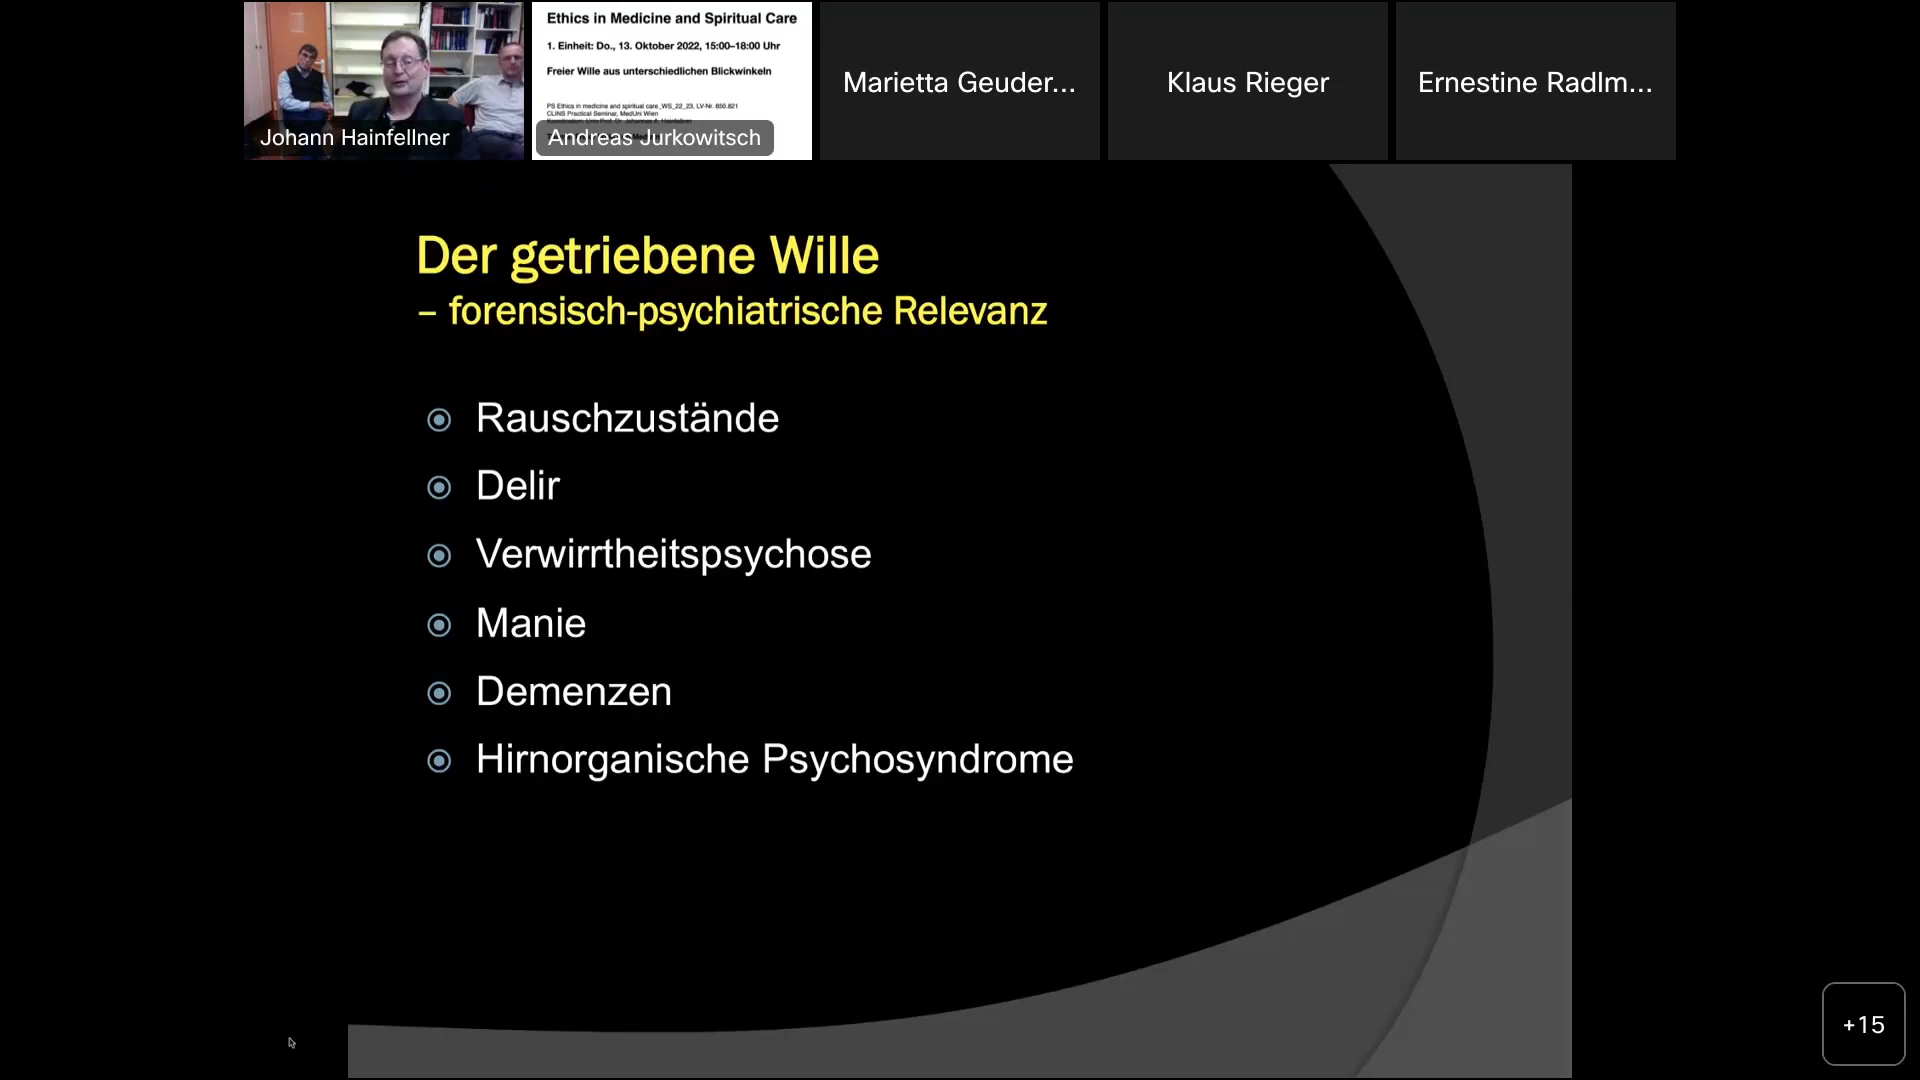 Ethics in Medicine and Spiritual Care
1. Einheit: Do., 13. Oktober 2022, 15:00–18:00 Uhr
Freier Wille aus unterschiedlichen Blickwinkeln
PS Ethics in medicine and spiritual care_WS_22_23, LV-Nr. 850.821
CLINS Practical Seminar, MedUni Wien
Johann Hainfellner
Andreas Jurkowitsch
Marietta Geuder...
Klaus Rieger
Ernestine Radlm...
Der getriebene Wille
– forensisch-psychiatrische Relevanz
Rauschzustände
Delir
Verwirrtheitspsychose
Manie
Demenzen
Hirnorganische Psychosyndrome
+15